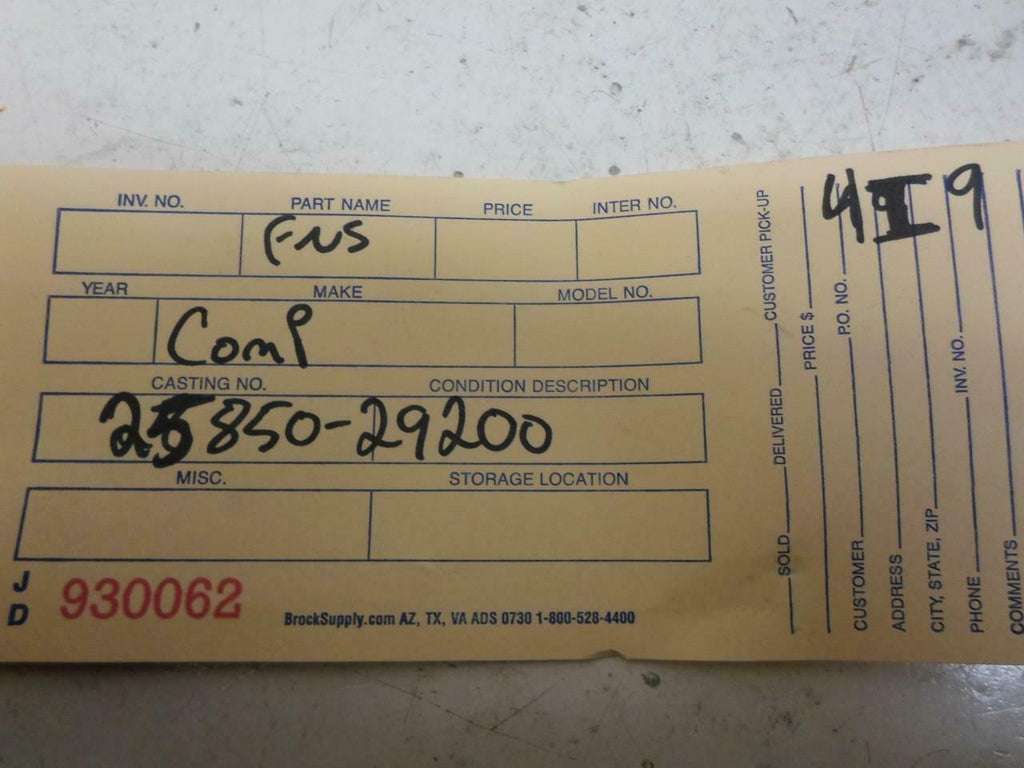 INV. NO. PART NAME PRICE INTER NO.
FNS
YEAR MAKE MODEL NO.
Comp
CASTING NO. CONDITION DESCRIPTION
25850-29200
MISC. STORAGE LOCATION
J
D
930062
BrockSupply.com AZ, TX, VA ADS 0730 1-800-528-4400
SOLD DELIVERED CUSTOMER PICK-UP
PRICE $
CUSTOMER P.O. NO.
ADDRESS
CITY, STATE, ZIP
PHONE INV. NO.
COMMENTS